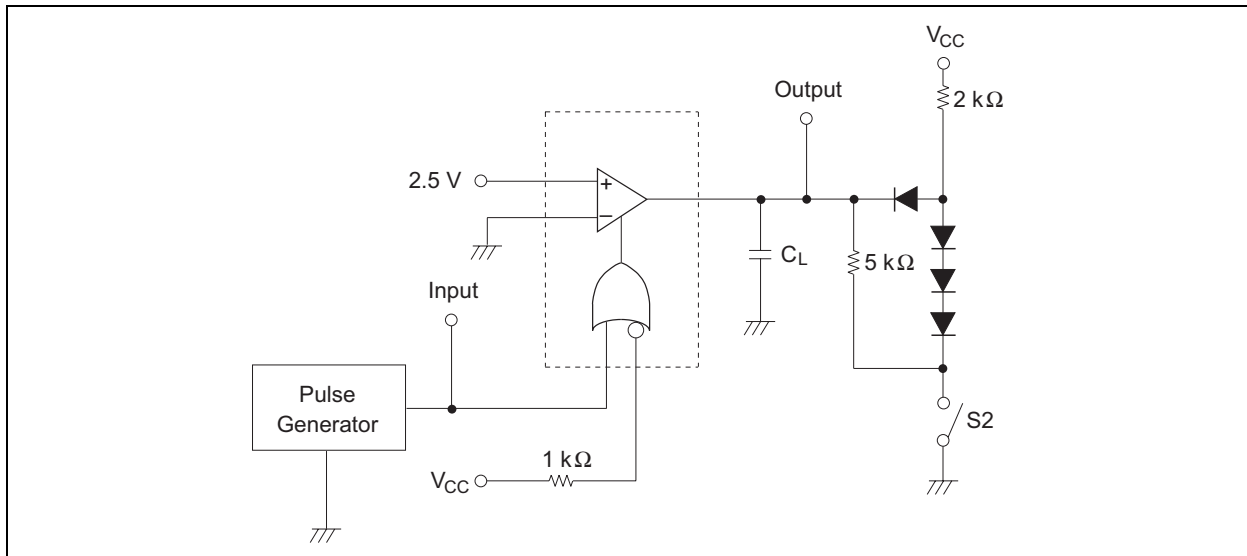 V_CC
Output
2 kΩ
2.5 V
+
−
C_L
5 kΩ
Input
Pulse
Generator
S2
1 kΩ
V_CC